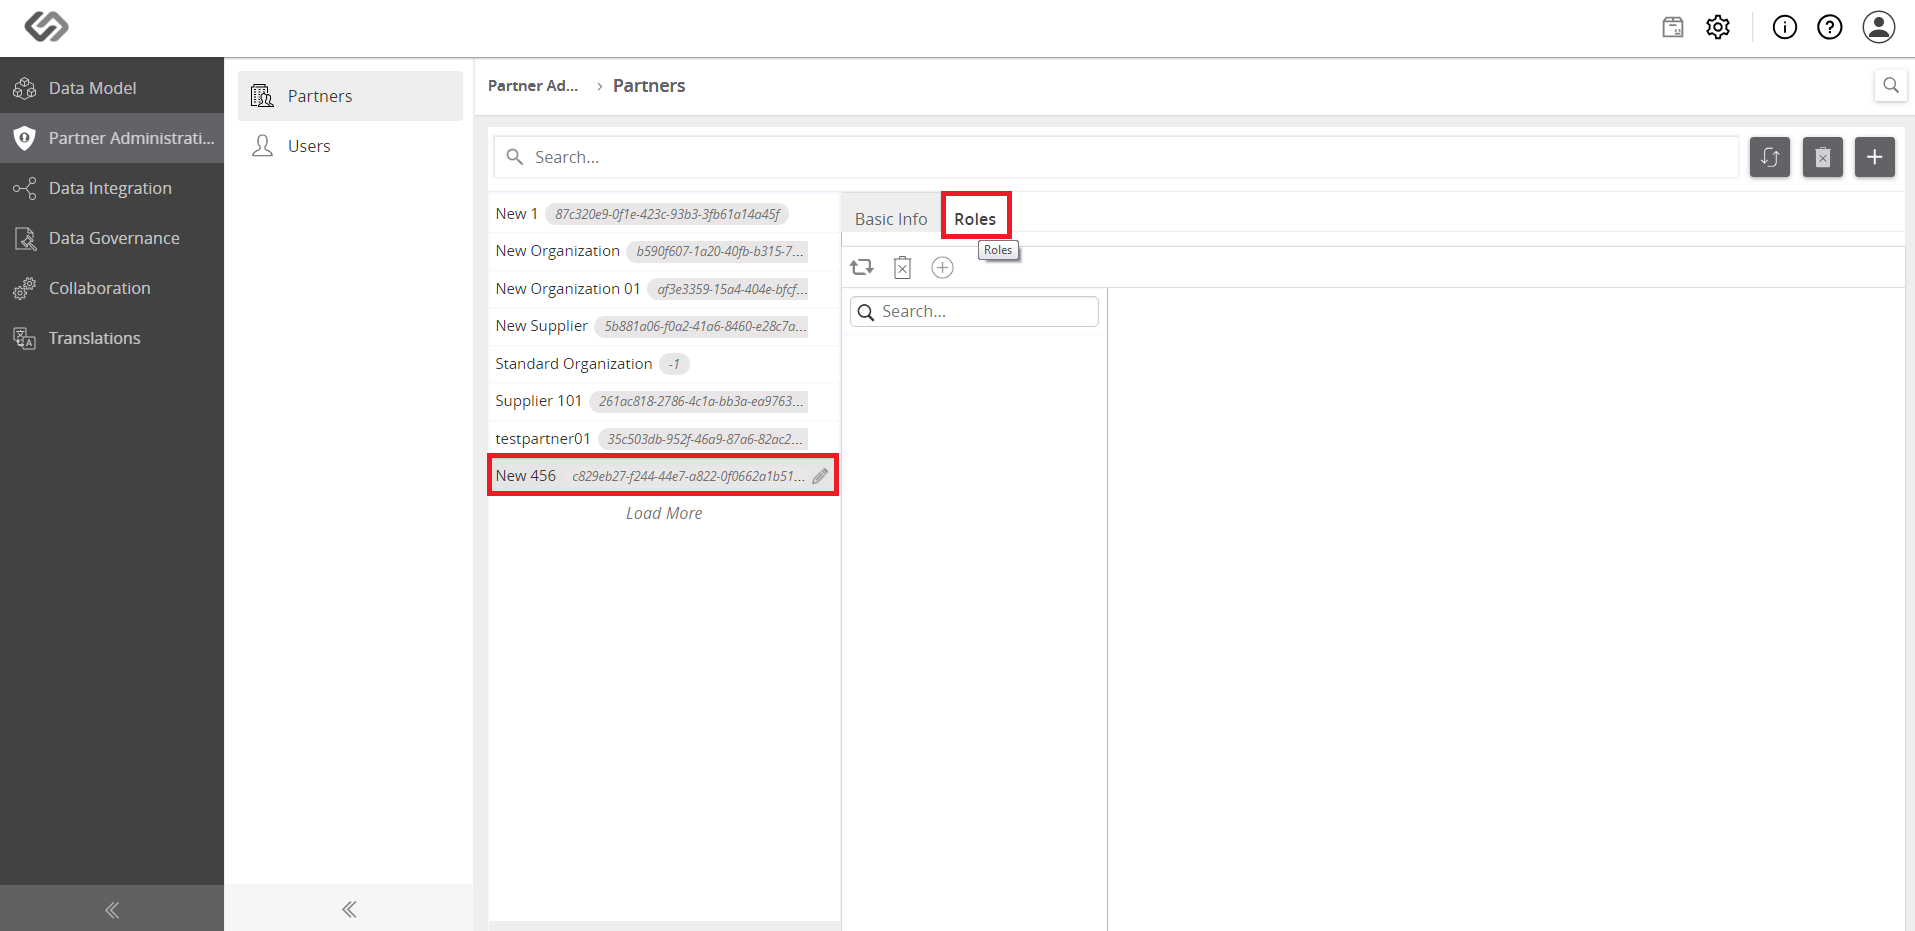 Data Model
Partner Administrati...
Data Integration
Data Governance
Collaboration
Translations
Partners
Users
Partner Ad... › Partners
Search...
New 1 87c320e9-0f1e-423c-93b3-3fb61a14a45f
New Organization b590f607-1a20-40fb-b315-7...
New Organization 01 af3e3359-15a4-404e-bfcf...
New Supplier 5b881a06-f0a2-41a6-8460-e28c7a...
Standard Organization -1
Supplier 101 261ac818-2786-4c1a-bb3a-ea9763...
testpartner01 35c503db-952f-46a9-87a6-82ac2...
New 456 c829eb27-f244-44e7-a822-0f0662a1b51...
Load More
Basic Info Roles
Roles
Search...